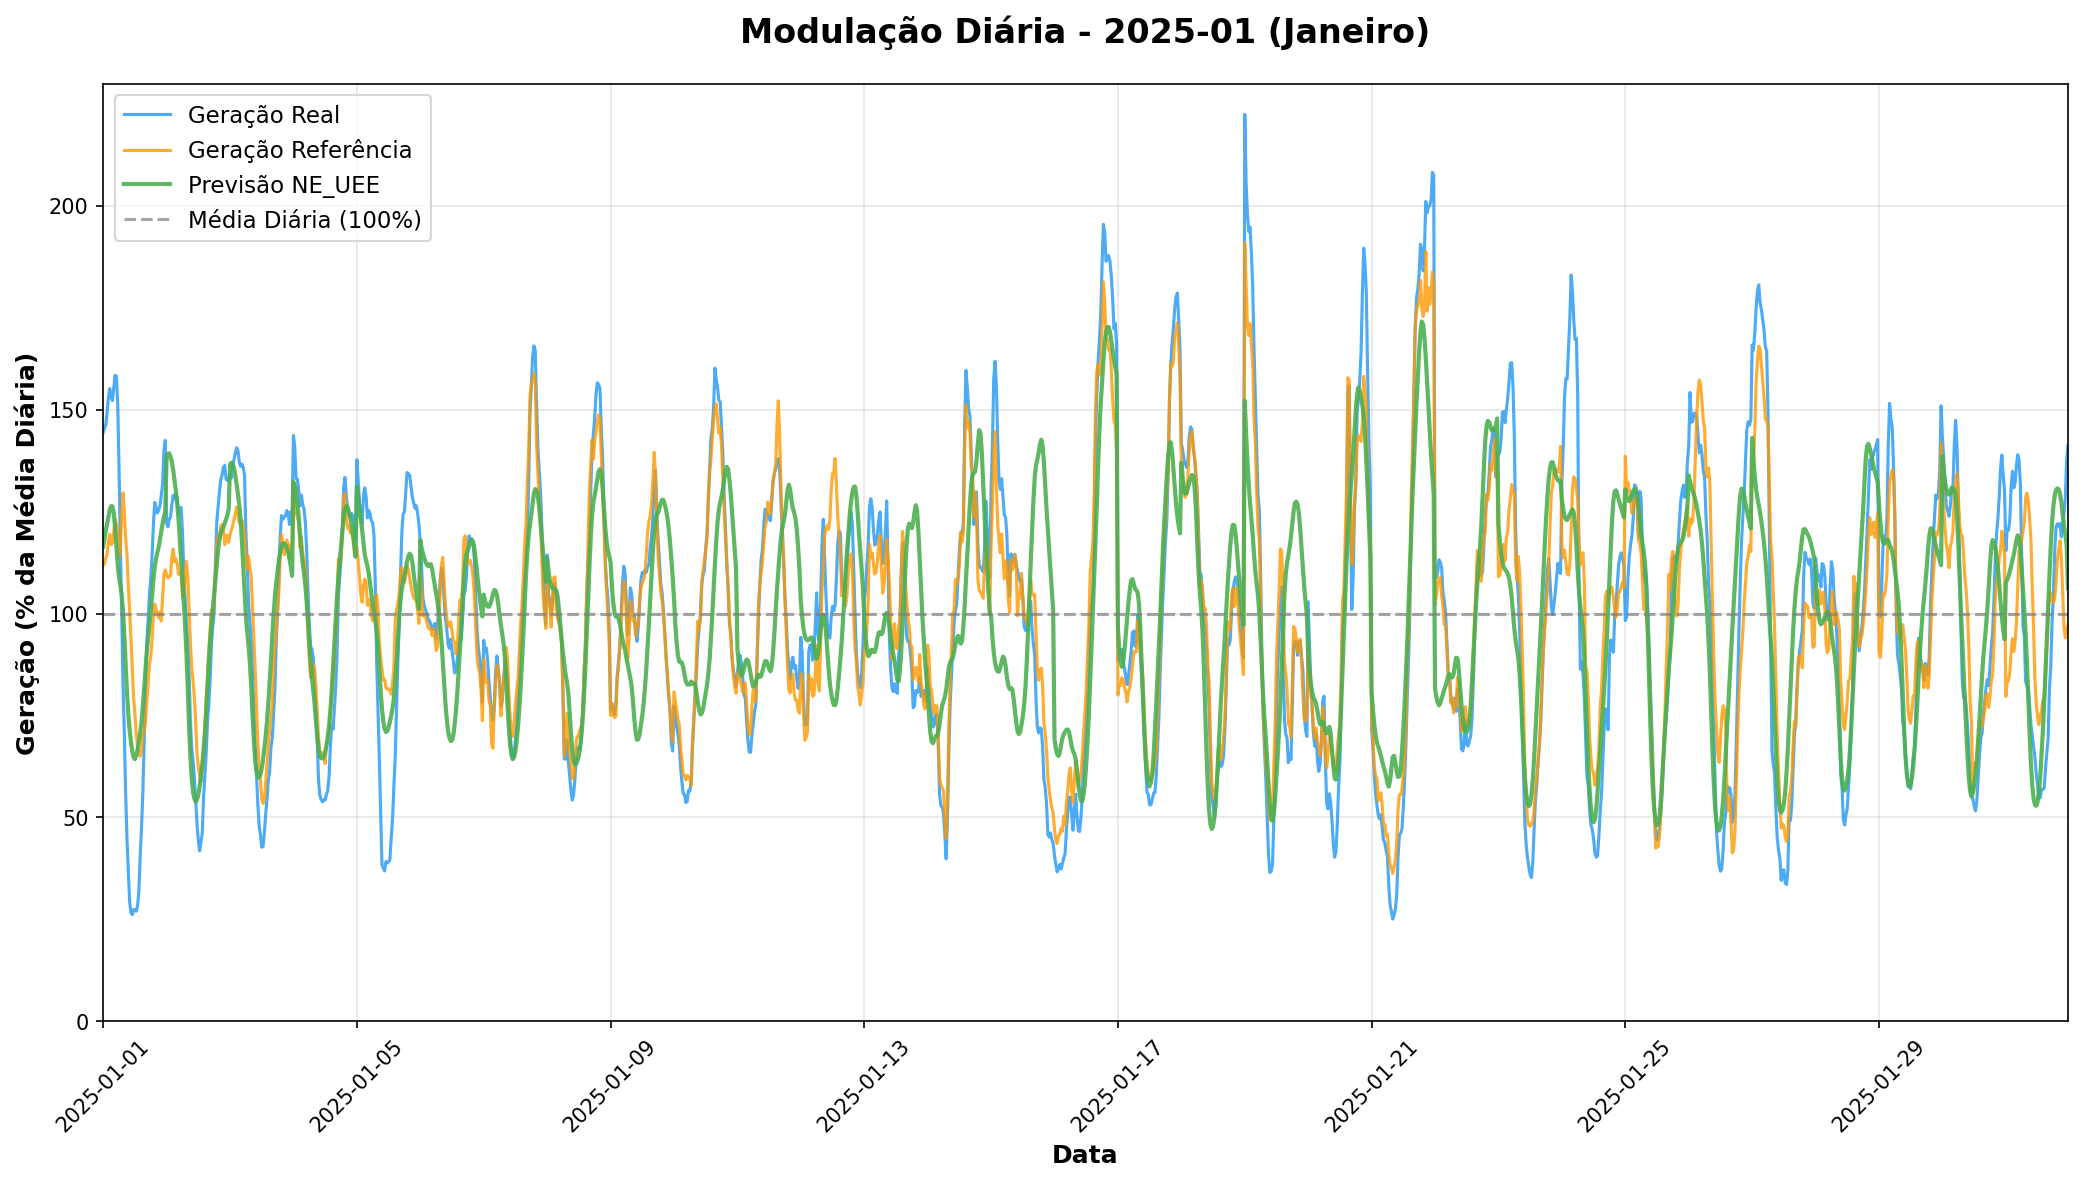 Modulação Diária - 2025-01 (Janeiro)
Geração Real
Geração Referência
Previsão NE_UEE
Média Diária (100%)
Geração (% da Média Diária)
200
150
100
50
0
2025-01-01
2025-01-05
2025-01-09
2025-01-13
2025-01-17
2025-01-21
2025-01-25
2025-01-29
Data